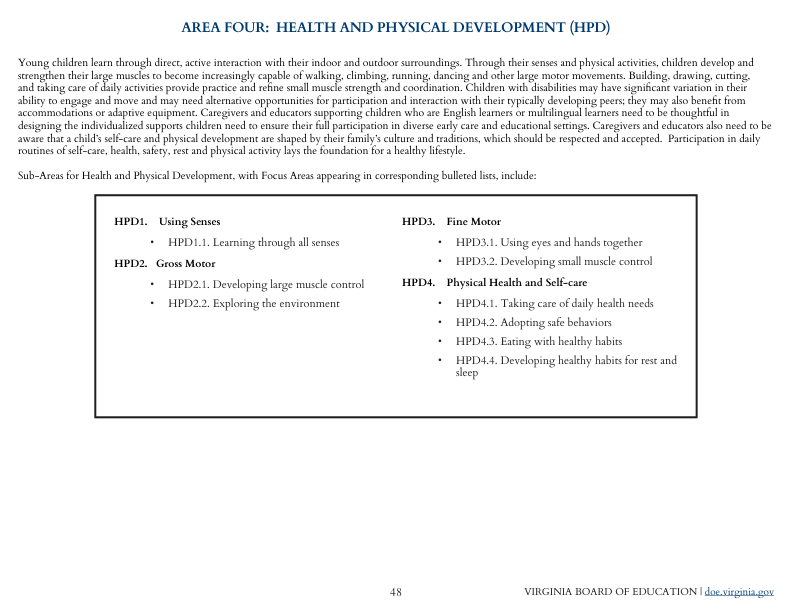 AREA FOUR:  HEALTH AND PHYSICAL DEVELOPMENT (HPD)
Young children learn through direct, active interaction with their indoor and outdoor surroundings. Through their senses and physical activities, children develop and
strengthen their large muscles to become increasingly capable of walking, climbing, running, dancing and other large motor movements. Building, drawing, cutting,
and taking care of daily activities provide practice and refine small muscle strength and coordination. Children with disabilities may have significant variation in their
ability to engage and move and may need alternative opportunities for participation and interaction with their typically developing peers; they may also benefit from
accommodations or adaptive equipment. Caregivers and educators supporting children who are English learners or multilingual learners need to be thoughtful in
designing the individualized supports children need to ensure their full participation in diverse early care and educational settings. Caregivers and educators also need to be
aware that a child's self-care and physical development are shaped by their family's culture and traditions, which should be respected and accepted.  Participation in daily
routines of self-care, health, safety, rest and physical activity lays the foundation for a healthy lifestyle.
Sub-Areas for Health and Physical Development, with Focus Areas appearing in corresponding bulleted lists, include:
HPD1. Using Senses
• HPD1.1. Learning through all senses
HPD2. Gross Motor
• HPD2.1. Developing large muscle control
• HPD2.2. Exploring the environment
HPD3. Fine Motor
• HPD3.1. Using eyes and hands together
• HPD3.2. Developing small muscle control
HPD4. Physical Health and Self-care
• HPD4.1. Taking care of daily health needs
• HPD4.2. Adopting safe behaviors
• HPD4.3. Eating with healthy habits
• HPD4.4. Developing healthy habits for rest and
sleep
48
VIRGINIA BOARD OF EDUCATION | doe.virginia.gov